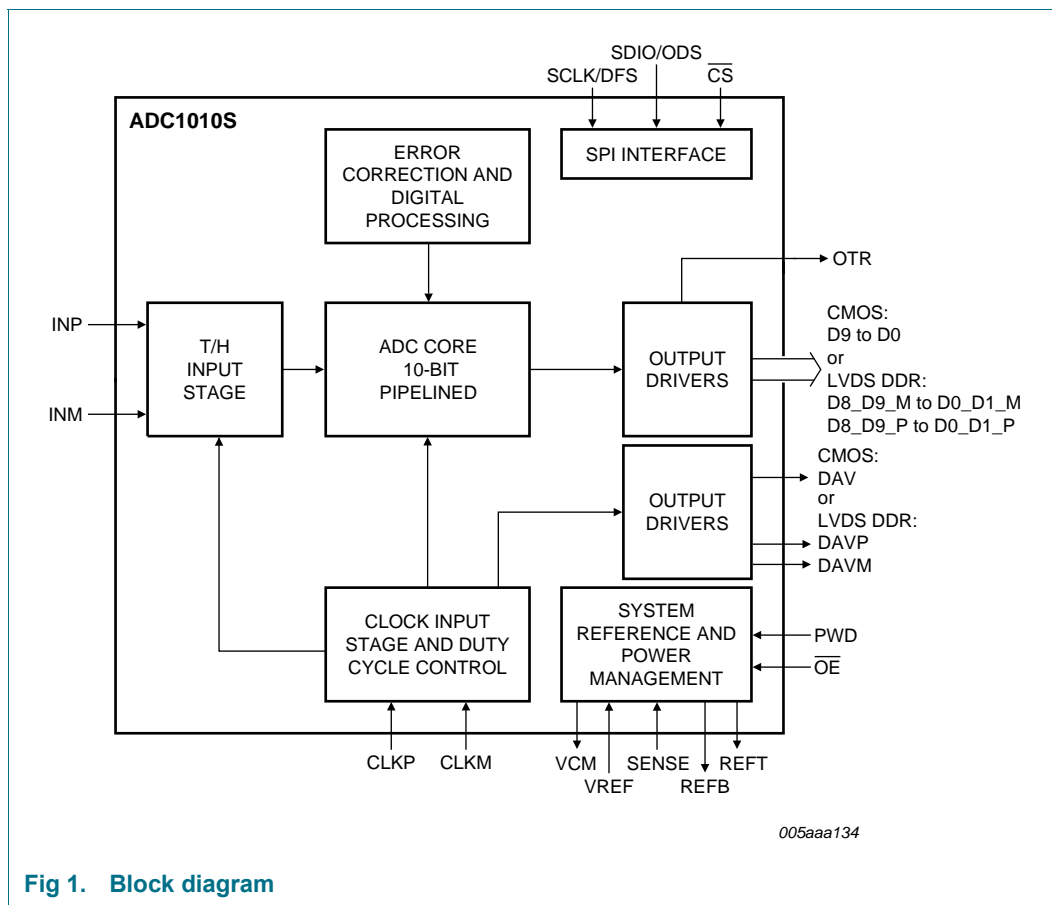 SDIO/ODS
SCLK/DFS
C̅S̅
ADC1010S
ERROR
CORRECTION AND
DIGITAL
PROCESSING
SPI INTERFACE
OTR
INP
INM
T/H
INPUT
STAGE
ADC CORE
10-BIT
PIPELINED
OUTPUT
DRIVERS
CMOS:
D9 to D0
or
LVDS DDR:
D8_D9_M to D0_D1_M
D8_D9_P to D0_D1_P
OUTPUT
DRIVERS
CMOS:
DAV
or
LVDS DDR:
DAVP
DAVM
CLOCK INPUT
STAGE AND DUTY
CYCLE CONTROL
SYSTEM
REFERENCE AND
POWER
MANAGEMENT
PWD
O̅E̅
CLKP
CLKM
VCM
VREF
SENSE
REFB
REFT
005aaa134
Fig 1. Block diagram